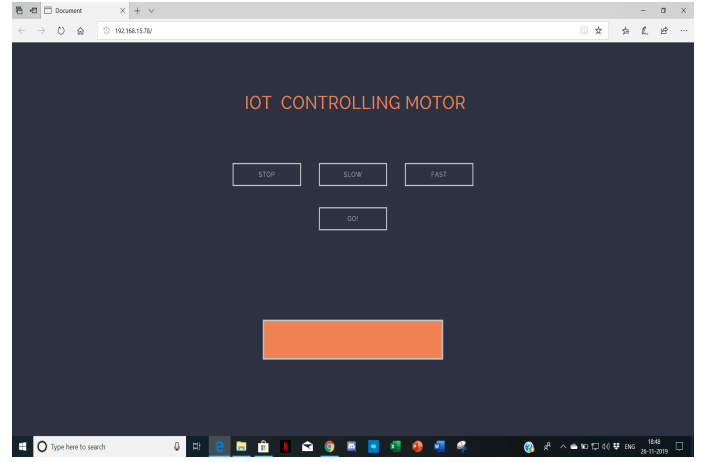 Document
192.168.15.78/
IOT CONTROLLING MOTOR
STOP SLOW FAST
GO!
Type here to search
ENG
18:48
26-11-2019